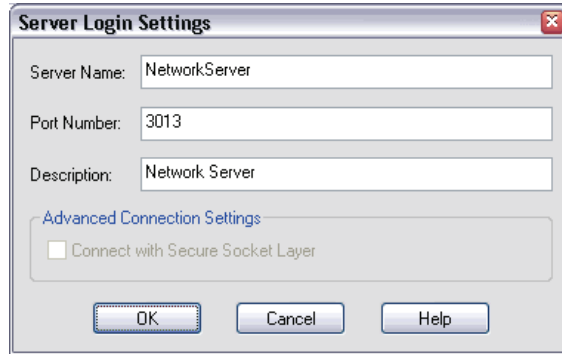 Server Login Settings
Server Name: NetworkServer
Port Number: 3013
Description: Network Server
Advanced Connection Settings
Connect with Secure Socket Layer
OK Cancel Help